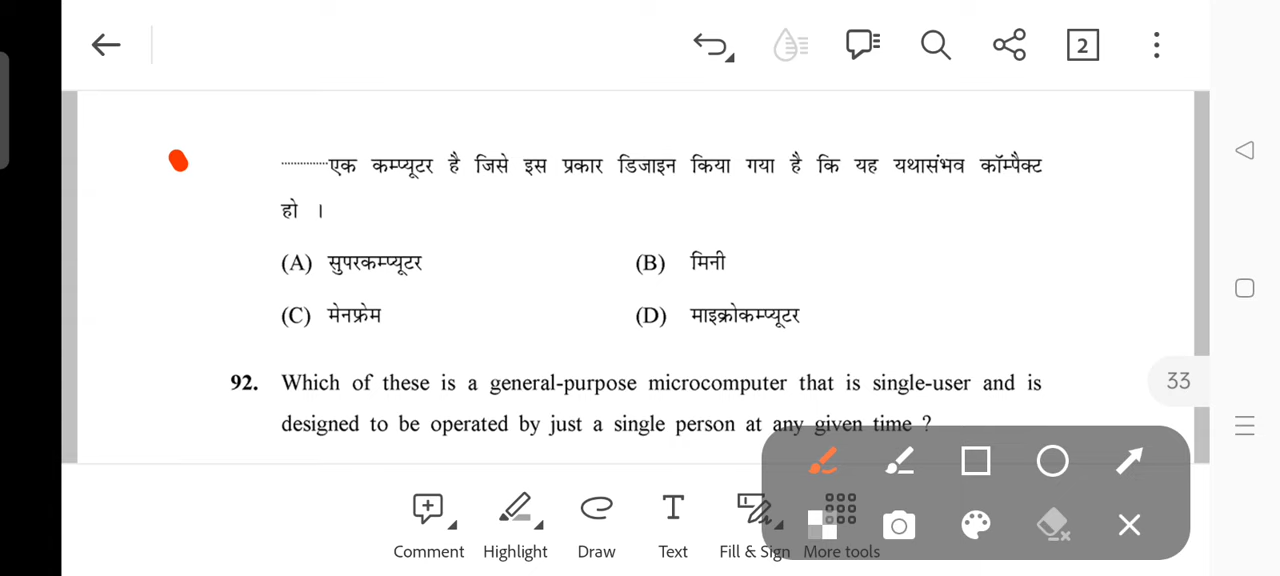 2
..............एक कम्प्यूटर है जिसे इस प्रकार डिजाइन किया गया है कि यह यथासंभव कॉम्पैक्ट
हो ।
(A) सुपरकम्प्यूटर (B) मिनी
(C) मेनफ्रेम (D) माइक्रोकम्प्यूटर
92. Which of these is a general-purpose microcomputer that is single-user and is
33
designed to be operated by just a single person at any given time ?
Comment Highlight Draw Text Fill & Sign More tools